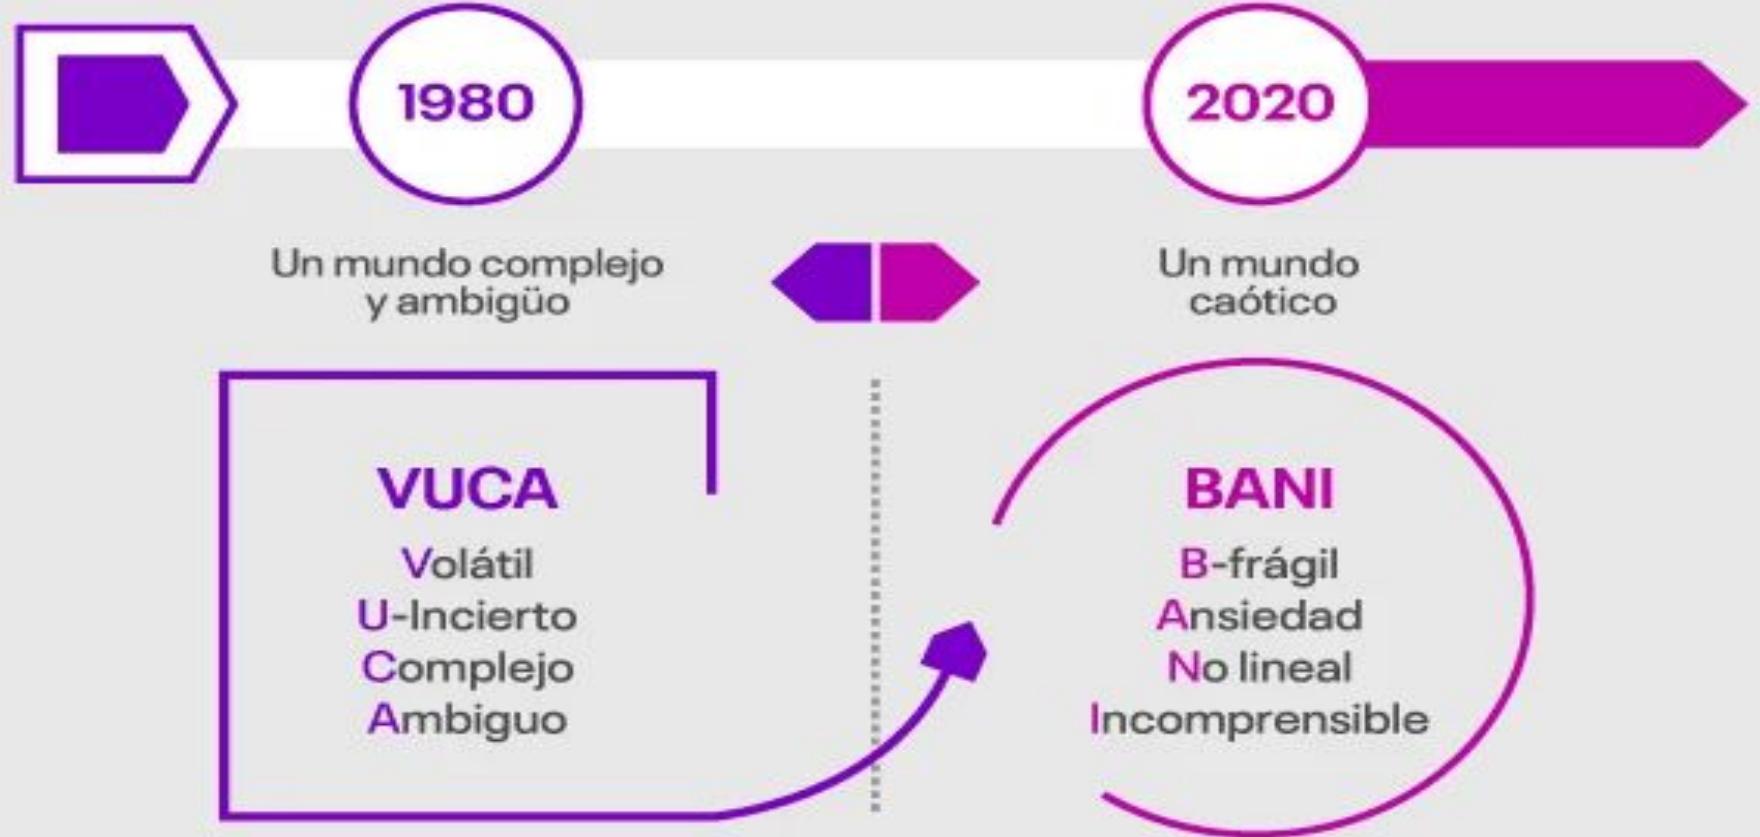 1980
2020
Un mundo complejo
y ambigüo
Un mundo
caótico
VUCA
Volátil
U-Incierto
Complejo
Ambiguo
BANI
B-frágil
Ansiedad
No lineal
Incomprensible